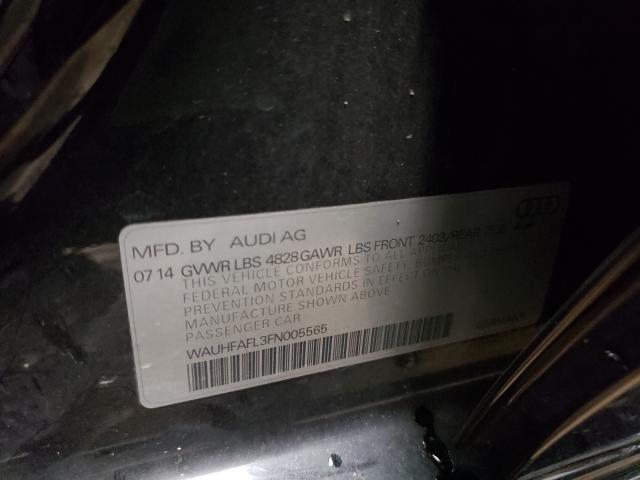 MFD. BY AUDI AG
07 14 GVWR LBS 4828 GAWR LBS FRONT 2403/REAR
THIS VEHICLE CONFORMS TO ALL
FEDERAL MOTOR VEHICLE SAFETY, BUMPER
PREVENTION STANDARDS IN EFFECT ON
MANUFACTURE SHOWN ABOVE
PASSENGER CAR
WAUHFAFL3FN005565